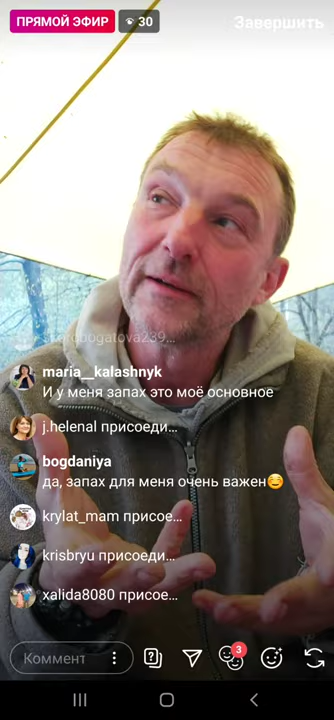 ПРЯМОЙ ЭФИР
30
Завершить
maria__kalashnyk
И у меня запах это моё основное
j.helenal присоеди...
bogdaniya
да, запах для меня очень важен
krylat_mam присое...
krisbryu присоеди...
xalida8080 присое...
Коммент
3